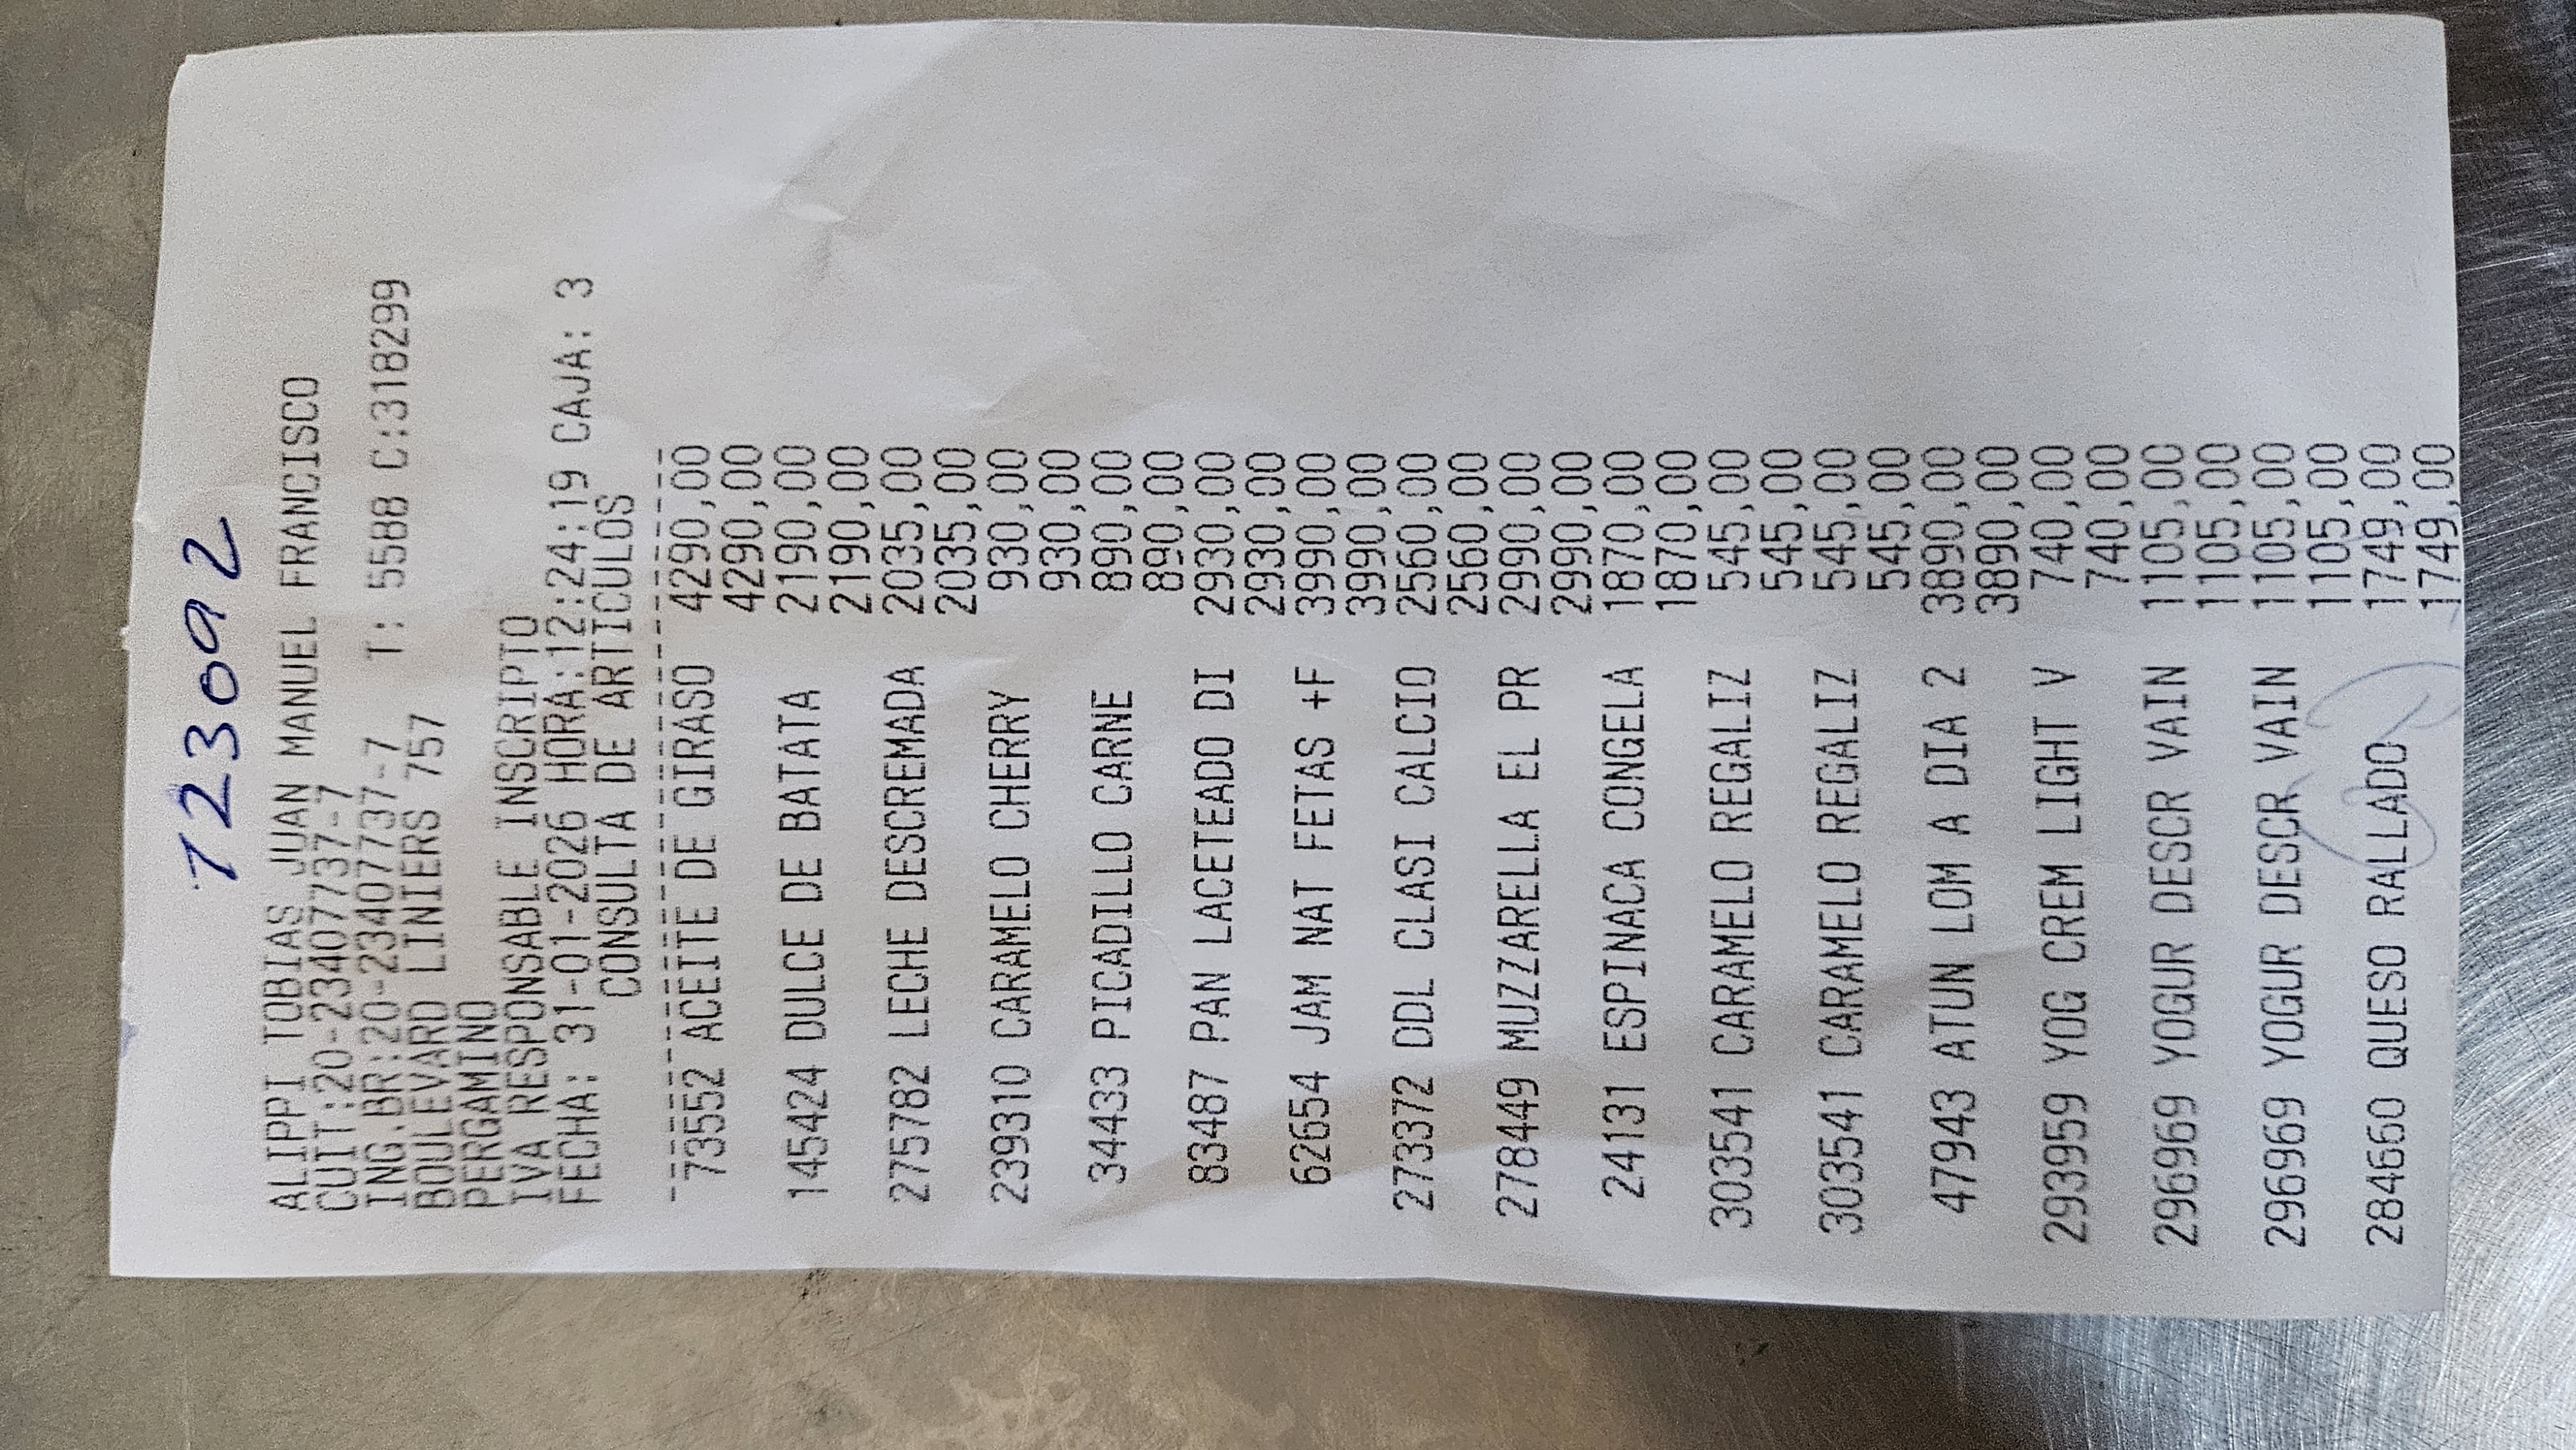 723092
ALIPPI TOBIAS JUAN MANUEL FRANCISCO
CUIT:20-23407737-7
ING.BR:20-23407737-7 T: 5588 C:318299
BOULEVARD LINIERS 757
PERGAMINO
IVA RESPONSABLE INSCRIPTO
FECHA: 31-01-2026 HORA:12:24:19 CAJA: 3
CONSULTA DE ARTICULOS
73552 ACEITE DE GIRASO 4290,00
4290,00
145424 DULCE DE BATATA 2190,00
2190,00
275782 LECHE DESCREMADA 2035,00
2035,00
239310 CARAMELO CHERRY 930,00
930,00
34433 PICADILLO CARNE 890,00
890,00
83487 PAN LACETEADO DI 2930,00
2930,00
62654 JAM NAT FETAS +F 3990,00
3990,00
273372 DDL CLASI CALCIO 2560,00
2560,00
278449 MUZZARELLA EL PR 2990,00
2990,00
24131 ESPINACA CONGELA 1870,00
1870,00
303541 CARAMELO REGALIZ 545,00
545,00
303541 CARAMELO REGALIZ 545,00
545,00
47943 ATUN LOM A DIA 2 3890,00
3890,00
293959 YOG CREM LIGHT V 740,00
740,00
296969 YOGUR DESCR VAIN 1105,00
1105,00
296969 YOGUR DESCR VAIN 1105,00
1105,00
284660 QUESO RALLADO 1749,00
1749,00